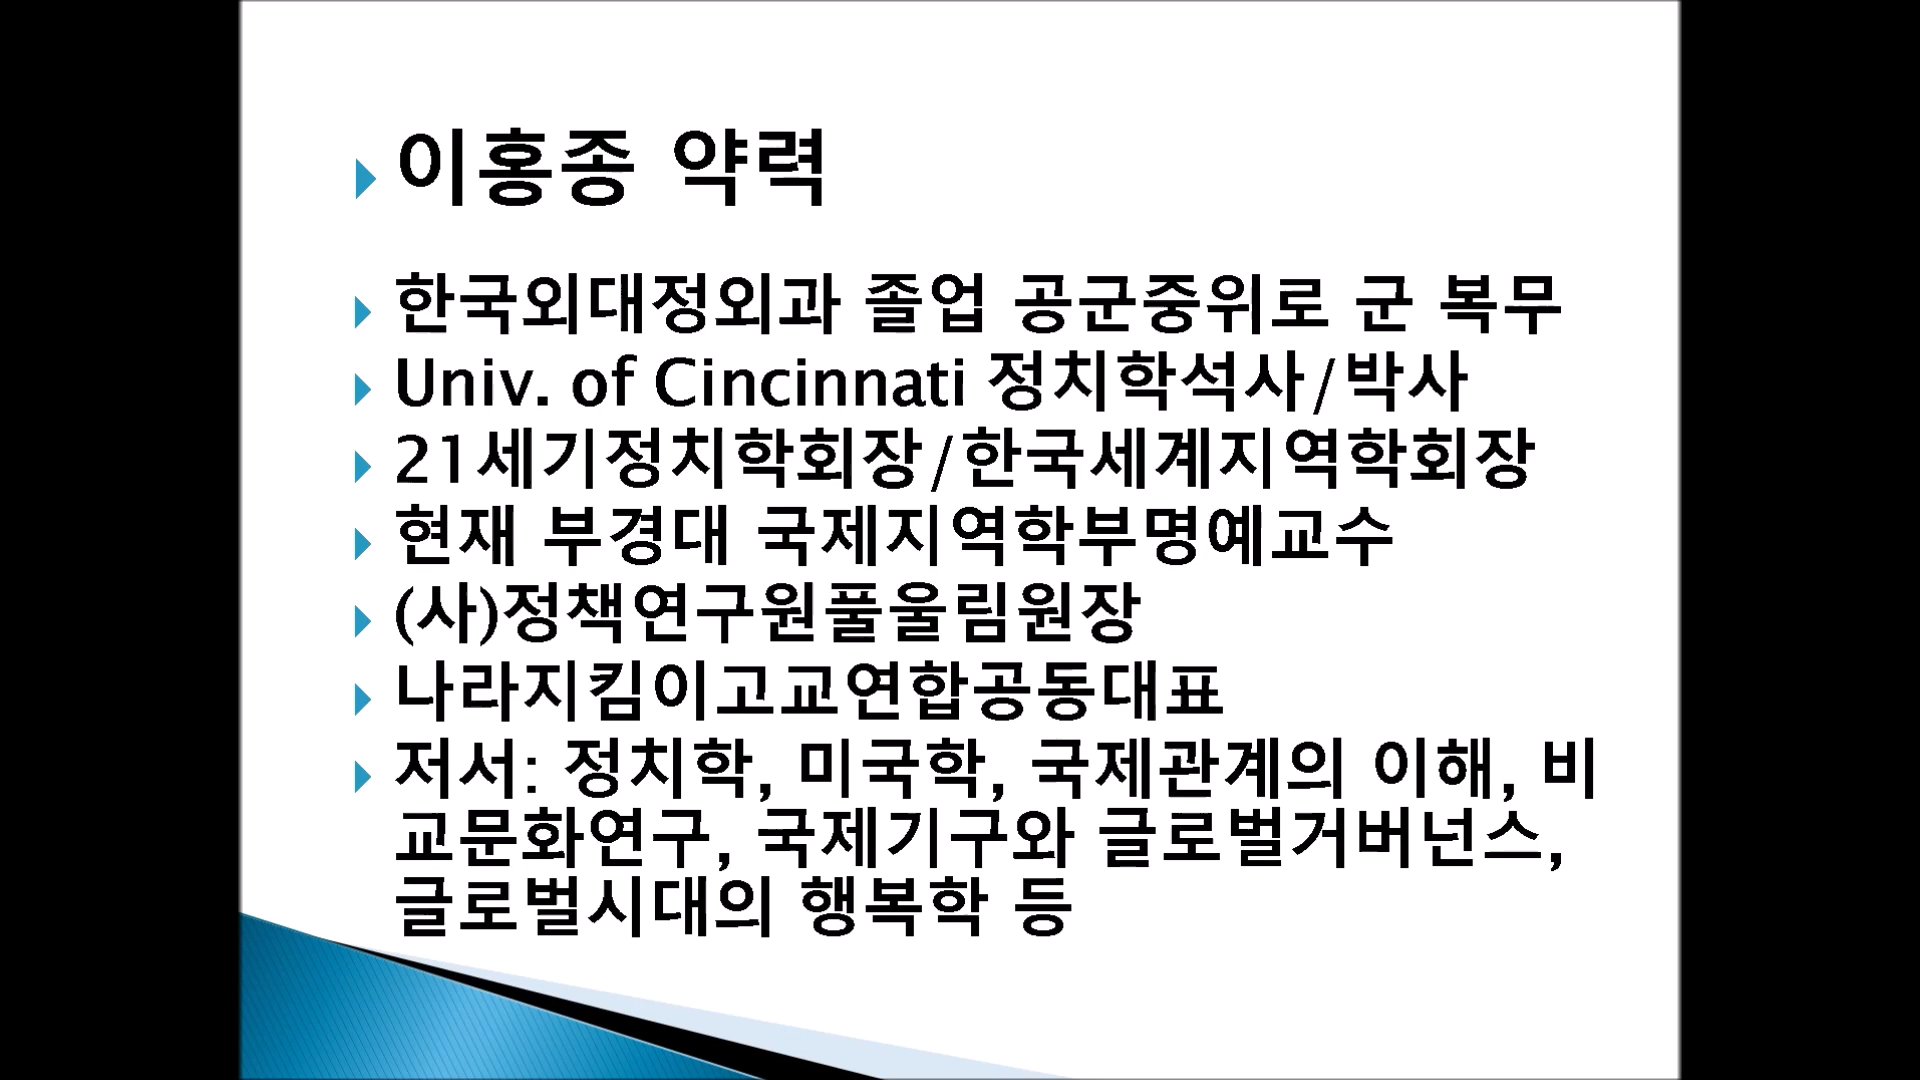 이홍종 약력
한국외대정외과 졸업 공군중위로 군 복무
Univ. of Cincinnati 정치학석사/박사
21세기정치학회장/한국세계지역학회장
현재 부경대 국제지역학부명예교수
(사)정책연구원풀울림원장
나라지킴이고교연합공동대표
저서: 정치학, 미국학, 국제관계의 이해, 비
교문화연구, 국제기구와 글로벌거버넌스,
글로벌시대의 행복학 등